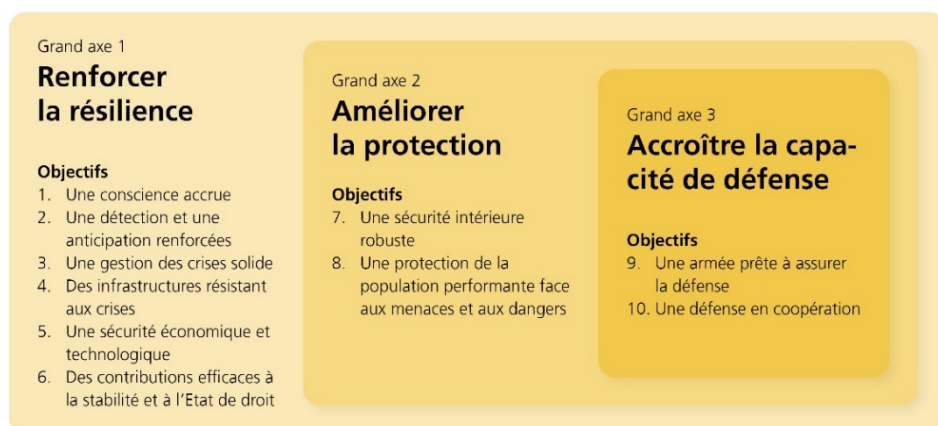 Grand axe 1
Renforcer
la résilience
Objectifs
1. Une conscience accrue
2. Une détection et une
anticipation renforcées
3. Une gestion des crises solide
4. Des infrastructures résistant
aux crises
5. Une sécurité économique et
technologique
6. Des contributions efficaces à
la stabilité et à l'Etat de droit
Grand axe 2
Améliorer
la protection
Objectifs
7. Une sécurité intérieure
robuste
8. Une protection de la
population performante face
aux menaces et aux dangers
Grand axe 3
Accroître la capa-
cité de défense
Objectifs
9. Une armée prête à assurer
la défense
10. Une défense en coopération